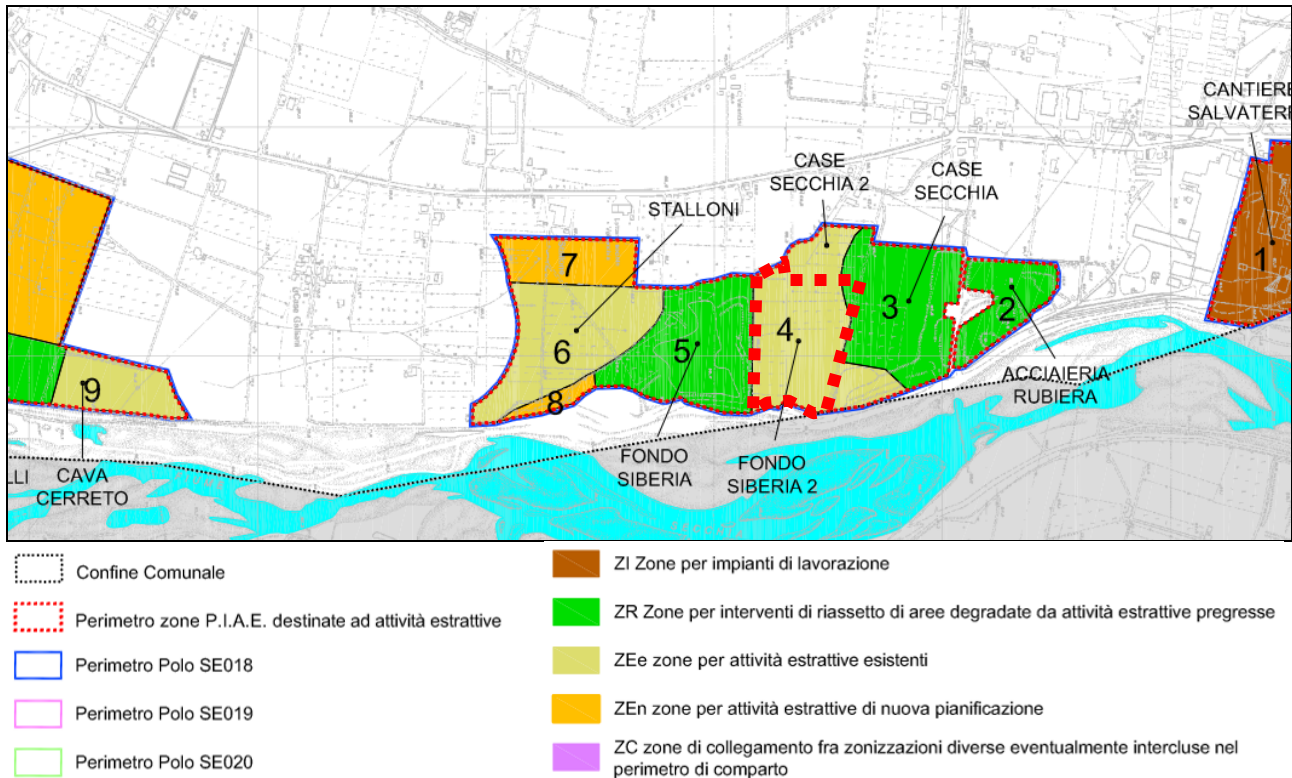 CANTIERE
SALVATERR
CASE
SECCHIA 2
CASE
SECCHIA
STALLONI
1
7
2
3
4
6
5
8
9
ACCIAIERIA
RUBIERA
LLI
CAVA
CERRETO
FONDO
SIBERIA
FONDO
SIBERIA 2
Confine Comunale
Perimetro zone P.I.A.E. destinate ad attività estrattive
Perimetro Polo SE018
Perimetro Polo SE019
Perimetro Polo SE020
ZI Zone per impianti di lavorazione
ZR Zone per interventi di riassetto di aree degradate da attività estrattive pregresse
ZEe zone per attività estrattive esistenti
ZEn zone per attività estrattive di nuova pianificazione
ZC zone di collegamento fra zonizzazioni diverse eventualmente intercluse nel
perimetro di comparto